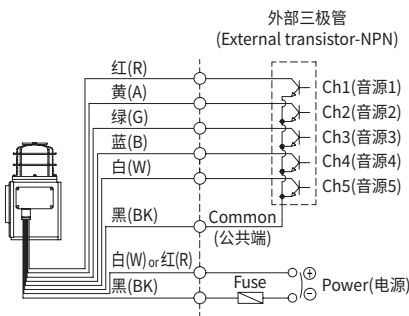 外部三极管
(External transistor-NPN)
红(R)
Ch1(音源1)
黄(A)
Ch2(音源2)
绿(G)
Ch3(音源3)
蓝(B)
Ch4(音源4)
白(W)
Ch5(音源5)
黑(BK)
Common
(公共端)
白(W)or红(R)
黑(BK)
Fuse
Power(电源)